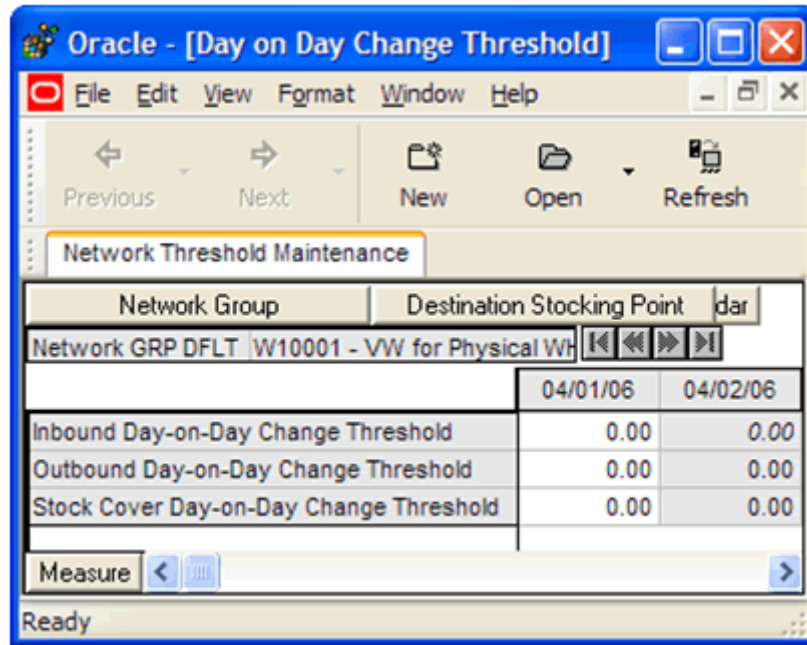 Oracle - [Day on Day Change Threshold]
File Edit View Format Window Help
Previous Next New Open Refresh
Network Threshold Maintenance
Network Group Destination Stocking Point dar
Network GRP DFLT W10001 - VW for Physical WH
04/01/06 04/02/06
Inbound Day-on-Day Change Threshold 0.00 0.00
Outbound Day-on-Day Change Threshold 0.00 0.00
Stock Cover Day-on-Day Change Threshold 0.00 0.00
Measure
Ready